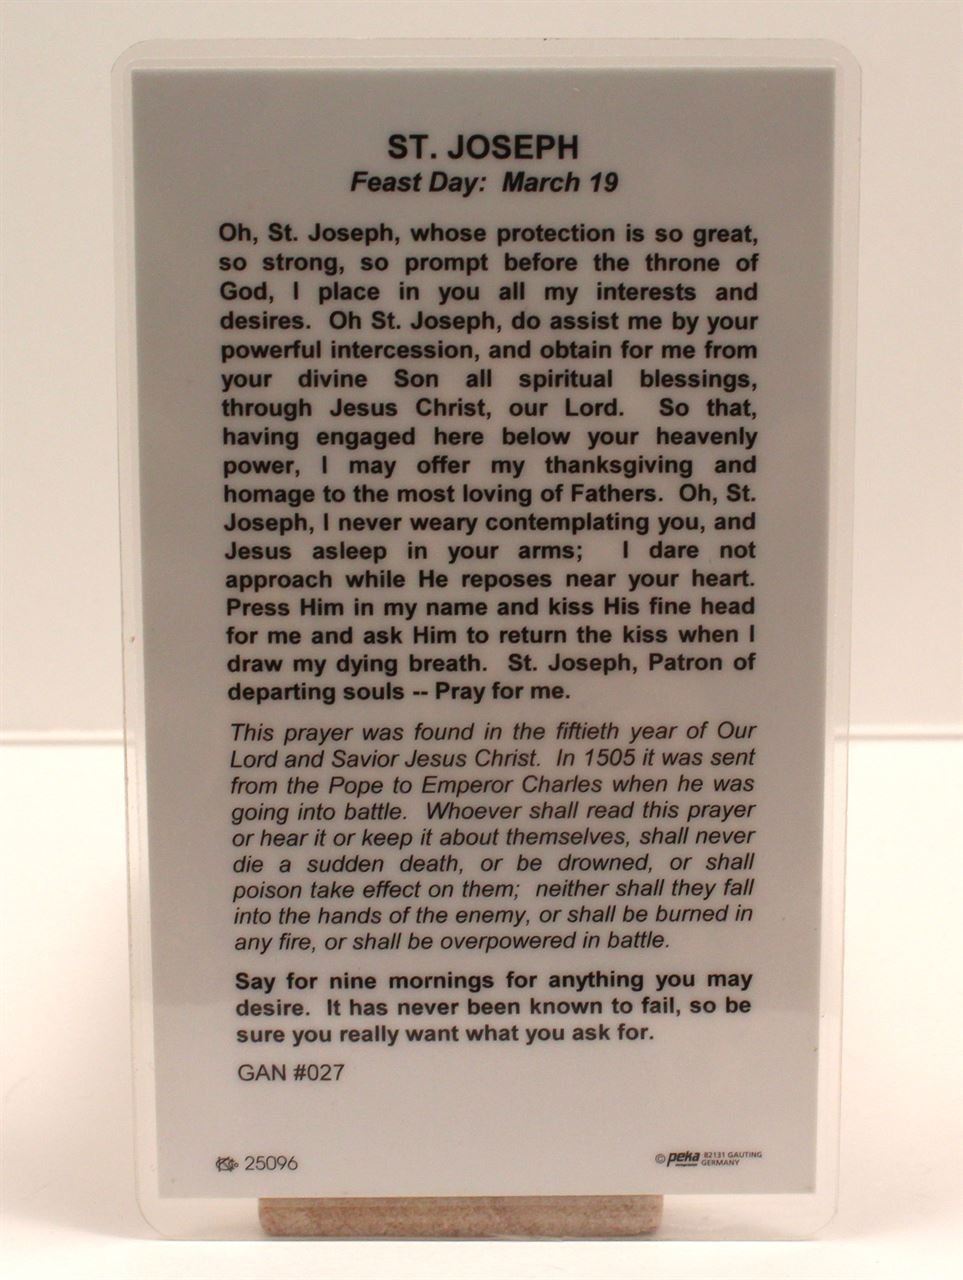 ST. JOSEPH
Feast Day: March 19
Oh, St. Joseph, whose protection is so great,
so strong, so prompt before the throne of
God, I place in you all my interests and
desires. Oh St. Joseph, do assist me by your
powerful intercession, and obtain for me from
your divine Son all spiritual blessings,
through Jesus Christ, our Lord. So that,
having engaged here below your heavenly
power, I may offer my thanksgiving and
homage to the most loving of Fathers. Oh, St.
Joseph, I never weary contemplating you, and
Jesus asleep in your arms; I dare not
approach while He reposes near your heart.
Press Him in my name and kiss His fine head
for me and ask Him to return the kiss when I
draw my dying breath. St. Joseph, Patron of
departing souls -- Pray for me.
This prayer was found in the fiftieth year of Our
Lord and Savior Jesus Christ. In 1505 it was sent
from the Pope to Emperor Charles when he was
going into battle. Whoever shall read this prayer
or hear it or keep it about themselves, shall never
die a sudden death, or be drowned, or shall
poison take effect on them; neither shall they fall
into the hands of the enemy, or shall be burned in
any fire, or shall be overpowered in battle.
Say for nine mornings for anything you may
desire. It has never been known to fail, so be
sure you really want what you ask for.
GAN #027
25096
© peka 82131 GAUTING
GERMANY